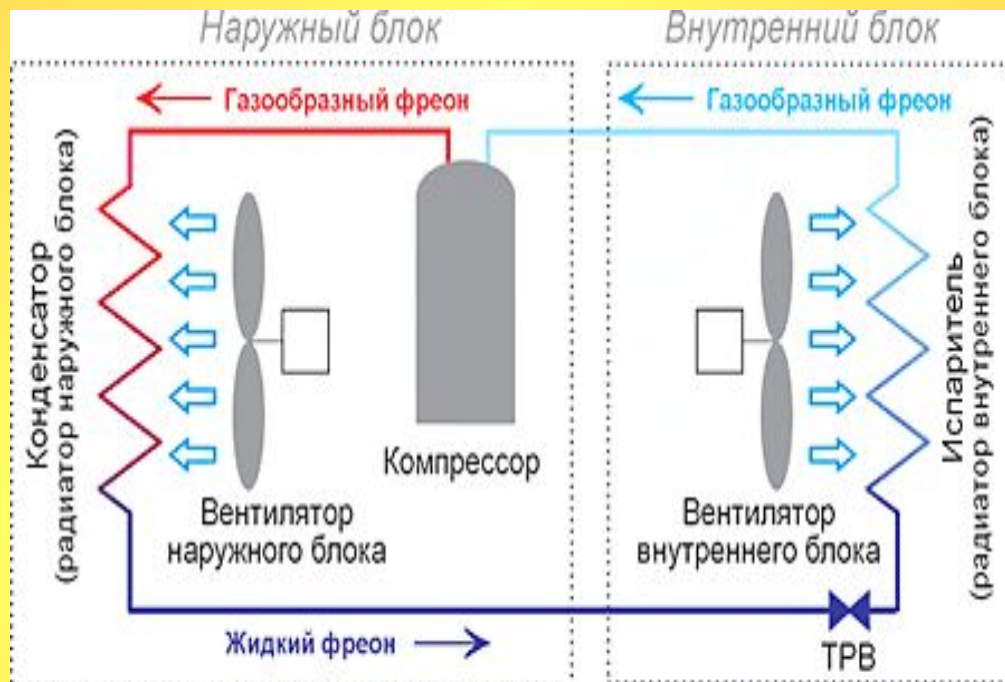 Наружный блок
Внутренний блок
Газообразный фреон
Газообразный фреон
Конденсатор
(радиатор наружного блока)
Компрессор
Вентилятор
наружного блока
Вентилятор
внутреннего блока
Испаритель
(радиатор внутреннего блока)
Жидкий фреон
ТРВ